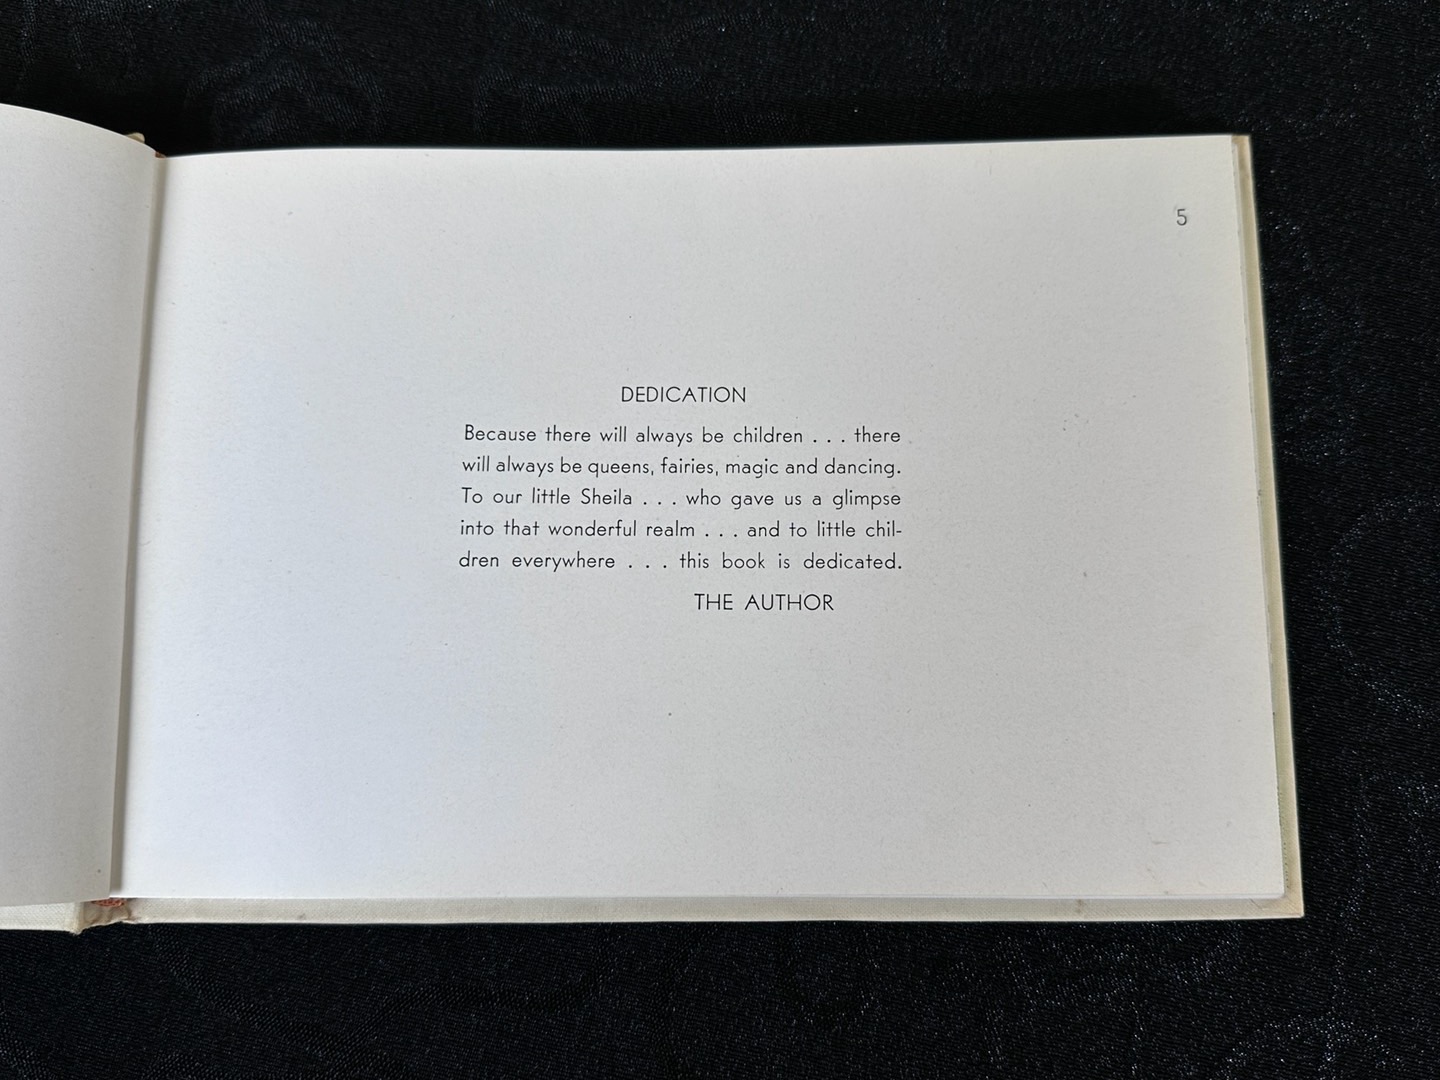 5
DEDICATION
Because there will always be children . . . there
will always be queens, fairies, magic and dancing.
To our little Sheila . . . who gave us a glimpse
into that wonderful realm . . . and to little chil-
dren everywhere . . . this book is dedicated.
THE AUTHOR